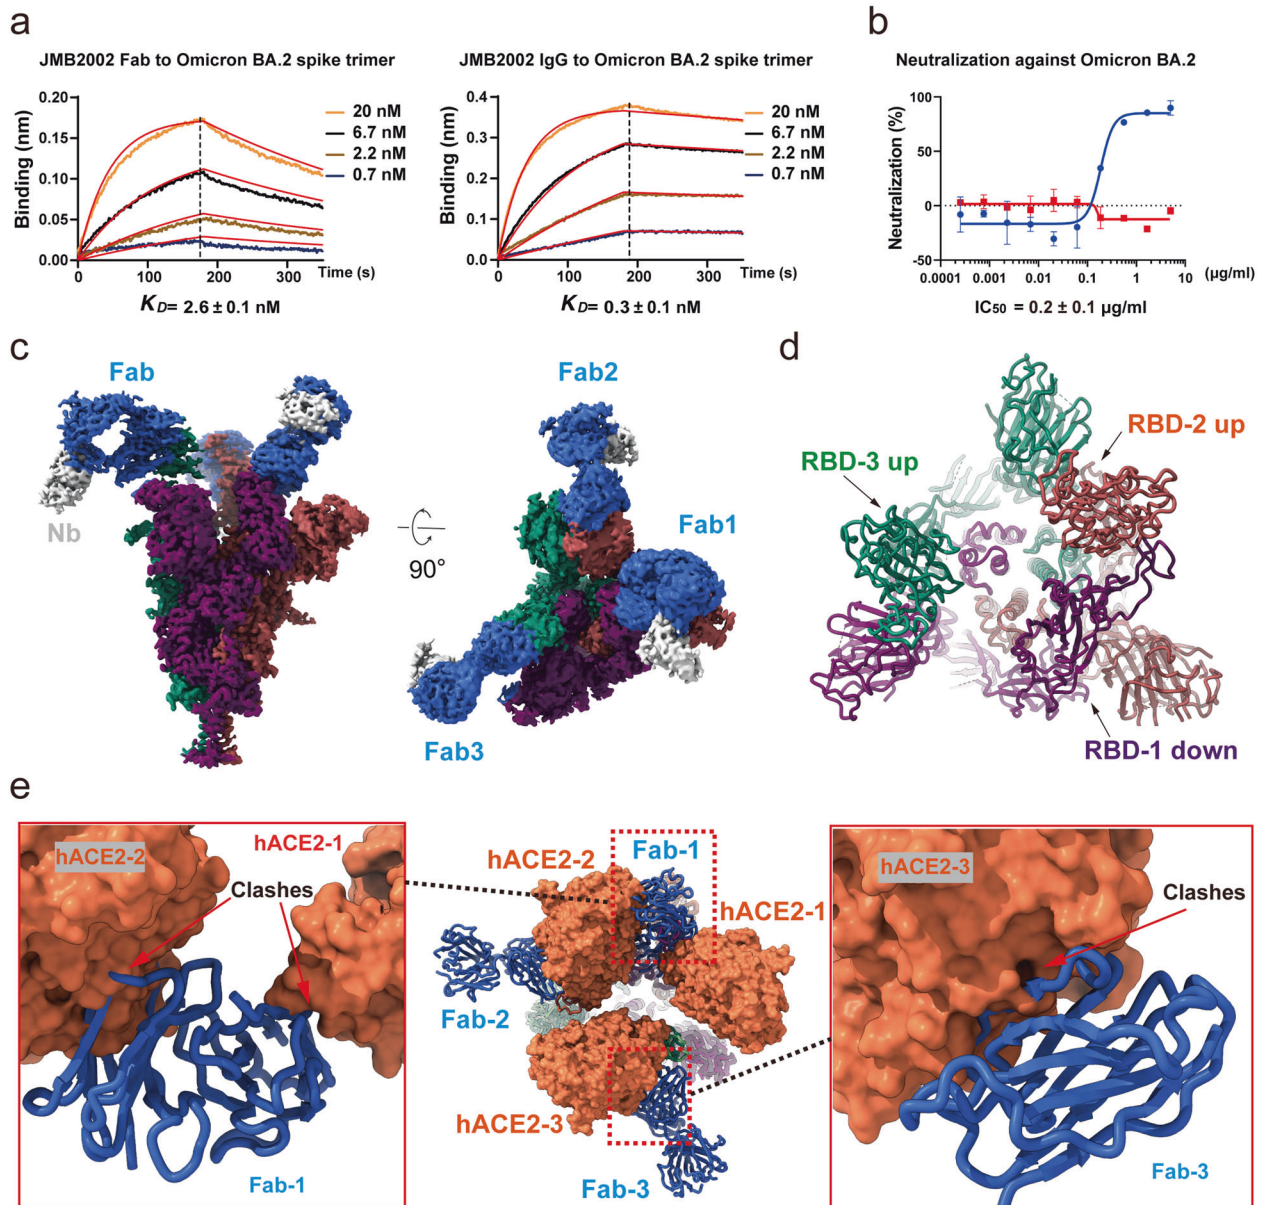 a
JMB2002 Fab to Omicron BA.2 spike trimer
Binding (nm)
0.20
0.15
0.10
0.05
0.00
0
100
200
300
Time (s)
20 nM
6.7 nM
2.2 nM
0.7 nM
KD= 2.6 ± 0.1 nM
JMB2002 IgG to Omicron BA.2 spike trimer
Binding (nm)
0.4
0.3
0.2
0.1
0.0
0
100
200
300
Time (s)
20 nM
6.7 nM
2.2 nM
0.7 nM
KD= 0.3 ± 0.1 nM
b
Neutralization against Omicron BA.2
Neutralization (%)
100
50
0
-50
0.0001
0.001
0.01
0.1
1
10
(µg/ml)
IC50 = 0.2 ± 0.1 µg/ml
c
Fab
Nb
90°
Fab2
Fab1
Fab3
d
RBD-2 up
RBD-3 up
RBD-1 down
e
hACE2-2
hACE2-1
Clashes
Fab-1
hACE2-2
Fab-1
hACE2-1
Fab-2
hACE2-3
Fab-3
hACE2-3
Clashes
Fab-3